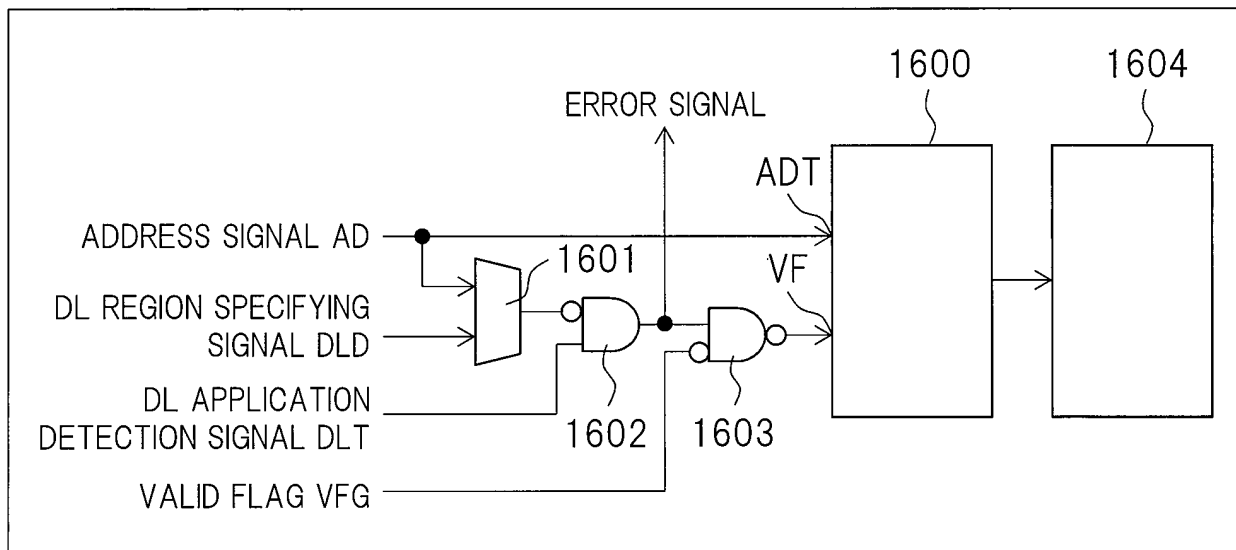 1600
1604
ERROR SIGNAL
ADT
ADDRESS SIGNAL AD
1601
VF
DL REGION SPECIFYING
SIGNAL DLD
DL APPLICATION
DETECTION SIGNAL DLT
1602
1603
VALID FLAG VFG